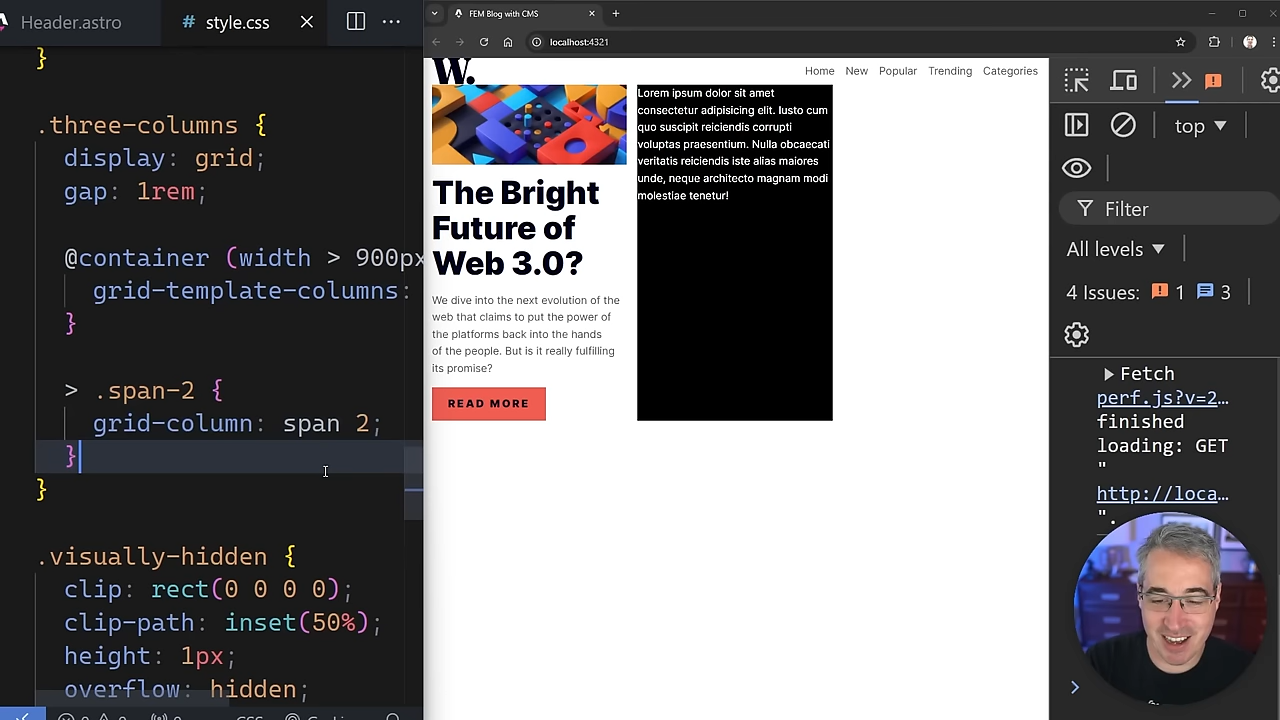 Header.astro
# style.css
}
.three-columns {
display: grid;
gap: 1rem;
@container (width > 900px
grid-template-columns:
}
> .span-2 {
grid-column: span 2;
}
}
.visually-hidden {
clip: rect(0 0 0 0);
clip-path: inset(50%);
height: 1px;
overflow: hidden;
FEM Blog with CMS
localhost:4321
W.
Home New Popular Trending Categories
The Bright
Future of
Web 3.0?
We dive into the next evolution of the
web that claims to put the power of
the platforms back into the hands
of the people. But is it really fulfilling
its promise?
READ MORE
Lorem ipsum dolor sit amet
consectetur adipisicing elit. Iusto cum
quo suscipit reiciendis corrupti
voluptas praesentium. Nulla obcaecati
veritatis reiciendis iste alias maiores
unde, neque architecto magnam modi
molestiae tenetur!
top
Filter
All levels
4 Issues: 1 3
Fetch
perf.js?v=2…
finished
loading: GET
"
http://loca…
".